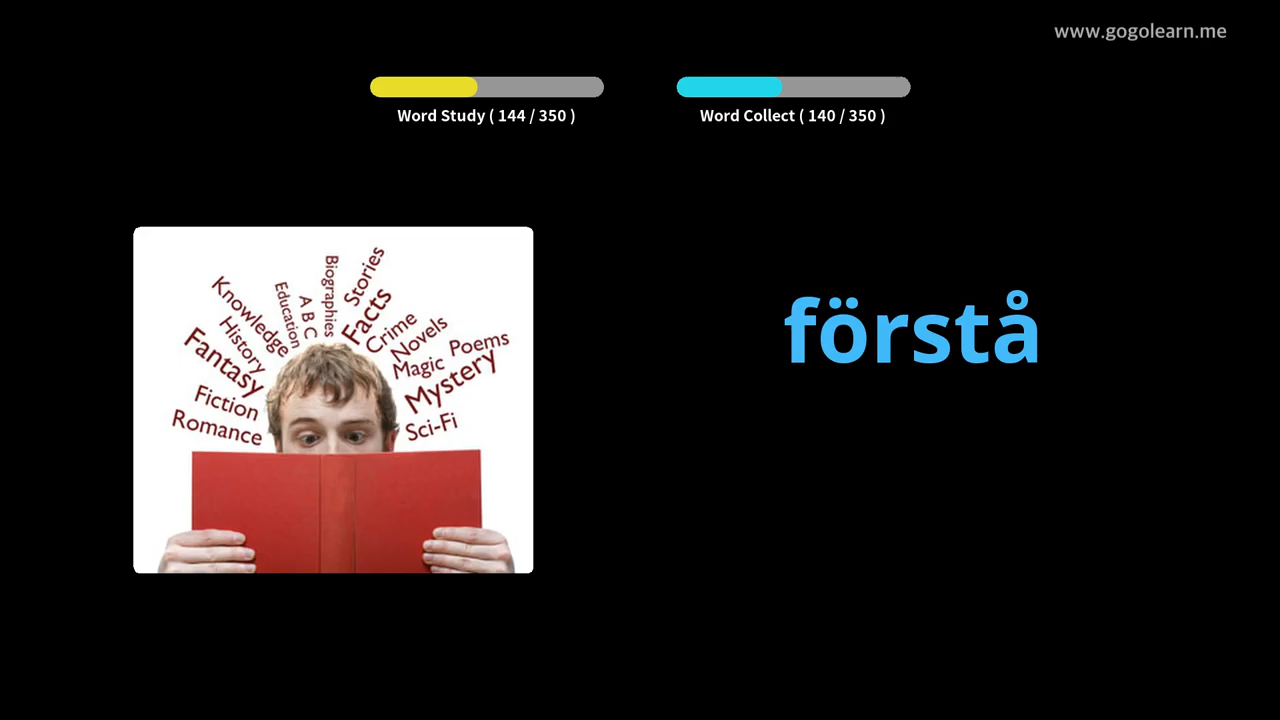 www.gogolearn.me
Word Study ( 144 / 350 )
Word Collect ( 140 / 350 )
förstå
Romance
Fiction
Fantasy
History
Knowledge
Education
A B C
Biographies
Stories
Facts
Crime
Novels
Magic
Poems
Mystery
Sci-Fi